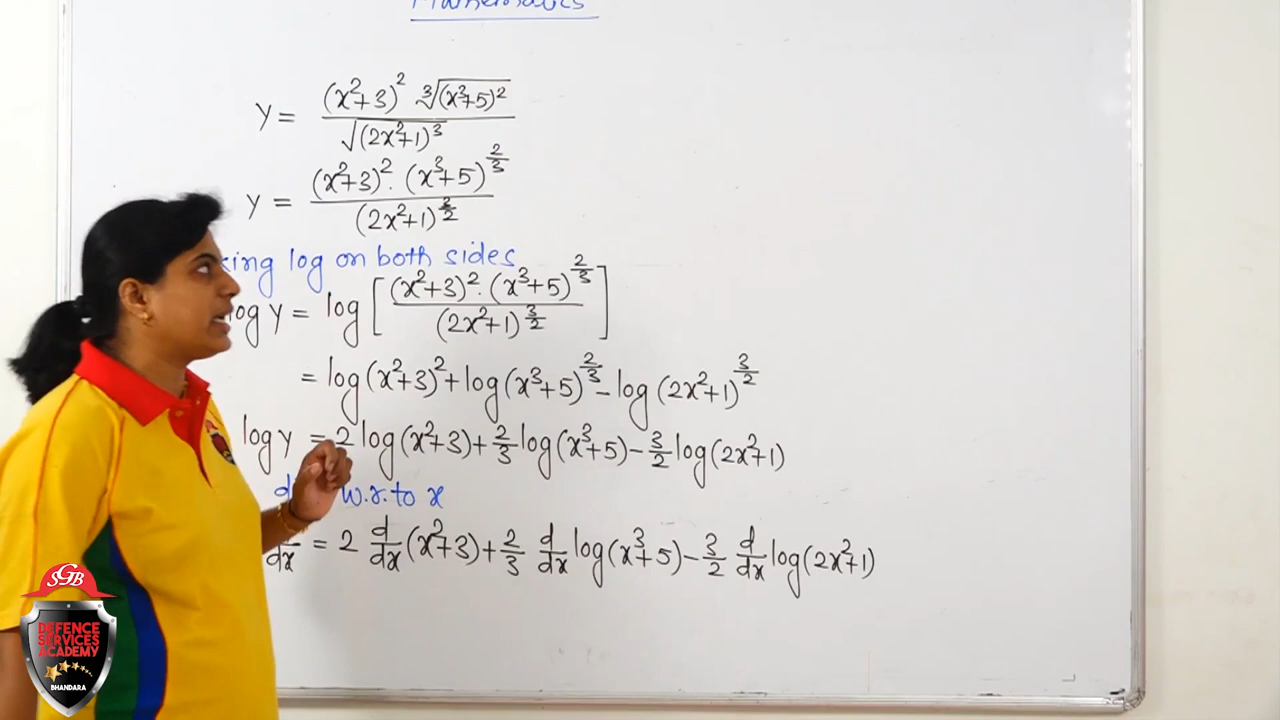 Mathematics
y = (x²+3)² ∛(x³+5)² / √(2x²+1)³
y = (x²+3)² · (x³+5)^(2/3) / (2x²+1)^(3/2)
king log on both sides
log y = log [ (x²+3)² · (x³+5)^(2/3) / (2x²+1)^(3/2) ]
= log(x²+3)² + log(x³+5)^(2/3) − log(2x²+1)^(3/2)
log y = 2 log(x²+3) + 2/3 log(x³+5) − 3/2 log(2x²+1)
w.r.to x
/dx = 2 d/dx (x²+3) + 2/3 d/dx log(x³+5) − 3/2 d/dx log(2x²+1)
SGB
DEFENCE
SERVICES
ACADEMY
BHANDARA